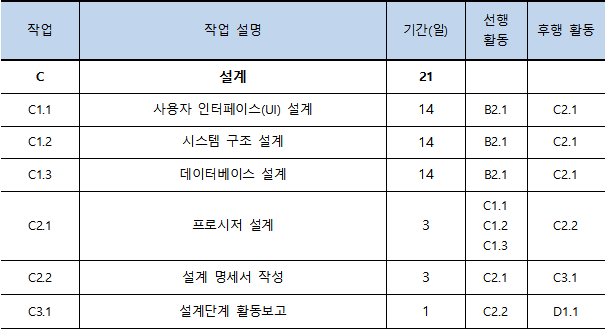 작업 작업 설명 기간(일) 선행 활동 후행 활동
C 설계 21
C1.1 사용자 인터페이스(UI) 설계 14 B2.1 C2.1
C1.2 시스템 구조 설계 14 B2.1 C2.1
C1.3 데이터베이스 설계 14 B2.1 C2.1
C2.1 프로시저 설계 3 C1.1 C1.2 C1.3 C2.2
C2.2 설계 명세서 작성 3 C2.1 C3.1
C3.1 설계단계 활동보고 1 C2.2 D1.1